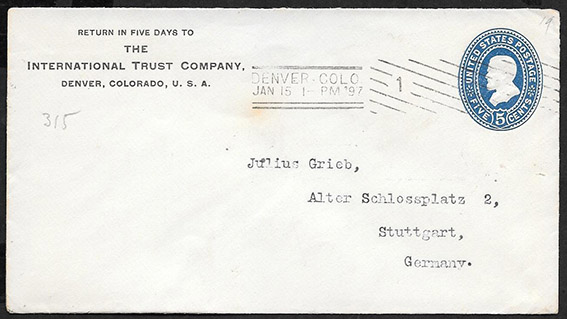 RETURN IN FIVE DAYS TO
THE
INTERNATIONAL TRUST COMPANY,
DENVER, COLORADO, U. S. A.
315
DENVER-COLO.
JAN 15 1-PM '97
1
UNITED STATES POSTAGE
FIVE 5 CENTS
Julius Grieb,
Alter Schlossplatz 2,
Stuttgart,
Germany.